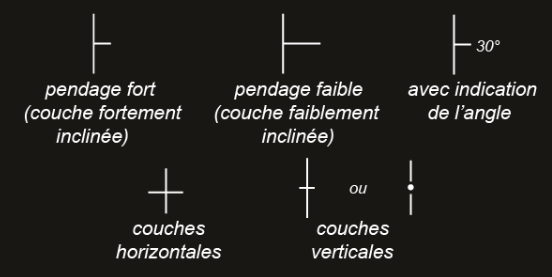 30°
pendage fort
(couche fortement
inclinée)
pendage faible
(couche faiblement
inclinée)
avec indication
de l'angle
ou
couches
horizontales
couches
verticales